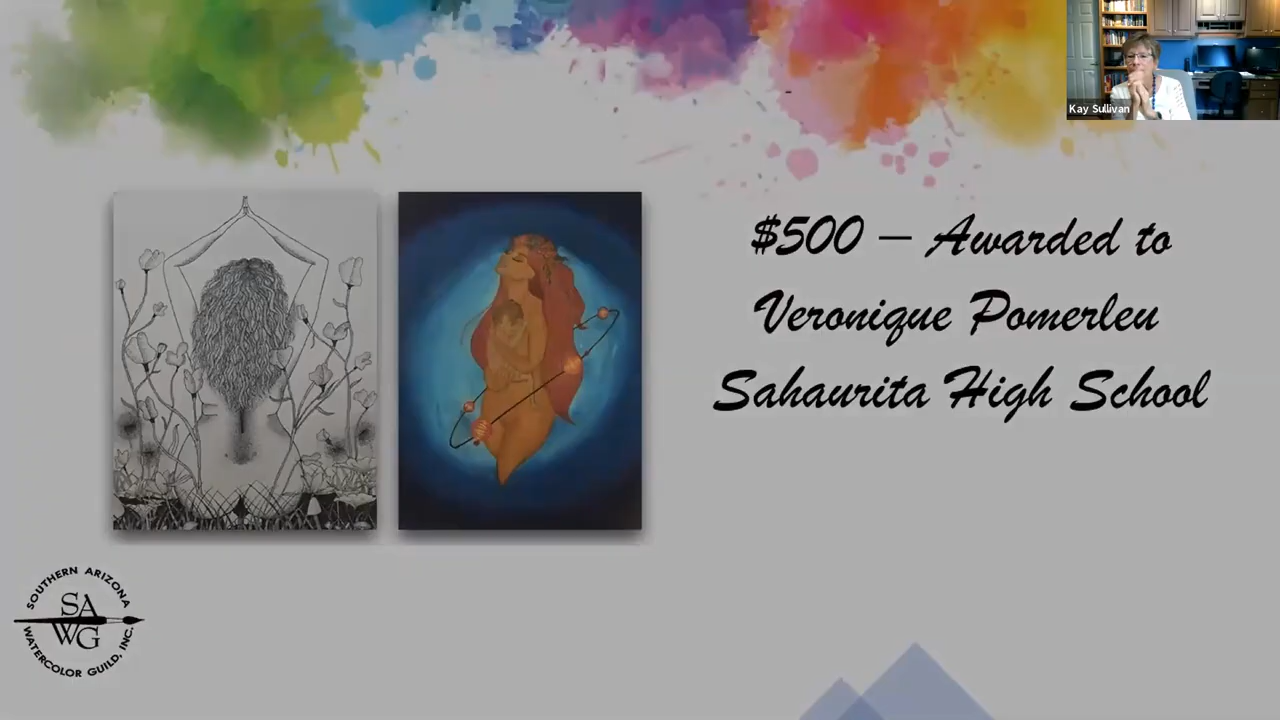 Kay Sullivan
$500 – Awarded to
Veronique Pomerleu
Sahaurita High School
SOUTHERN ARIZONA
SA
WG
WATERCOLOR GUILD, INC.